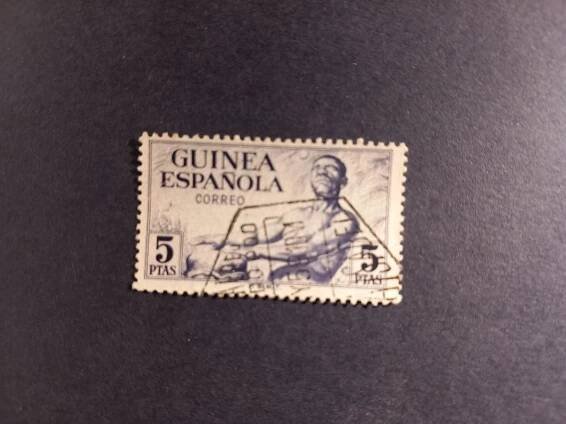 GUINEA
ESPAÑOLA
CORREO
5 PTAS
5 PTAS